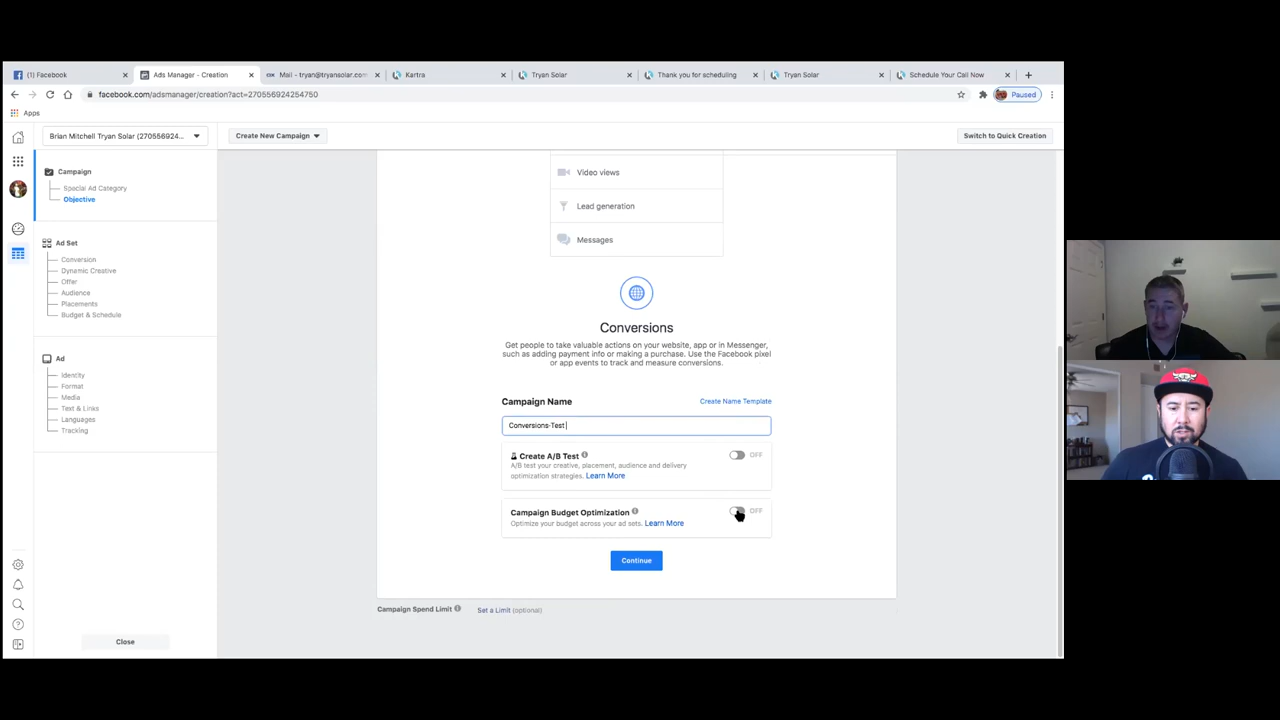 (1) Facebook
Ads Manager - Creation
Mail - tryan@tryansolar.com
Kartra
Tryan Solar
Thank you for scheduling
Tryan Solar
Schedule Your Call Now
facebook.com/adsmanager/creation?act=270556924254750
Paused
Apps
Brian Mitchell Tryan Solar (270556924...
Create New Campaign
Switch to Quick Creation
Campaign
Special Ad Category
Objective
Ad Set
Conversion
Dynamic Creative
Offer
Audience
Placements
Budget & Schedule
Ad
Identity
Format
Media
Text & Links
Languages
Tracking
Close
Video views
Lead generation
Messages
Conversions
Get people to take valuable actions on your website, app or in Messenger,
such as adding payment info or making a purchase. Use the Facebook pixel
or app events to track and measure conversions.
Campaign Name
Create Name Template
Conversions-Test
Create A/B Test
OFF
A/B test your creative, placement, audience and delivery
optimization strategies. Learn More
Campaign Budget Optimization
OFF
Optimize your budget across your ad sets. Learn More
Continue
Campaign Spend Limit
Set a Limit (optional)